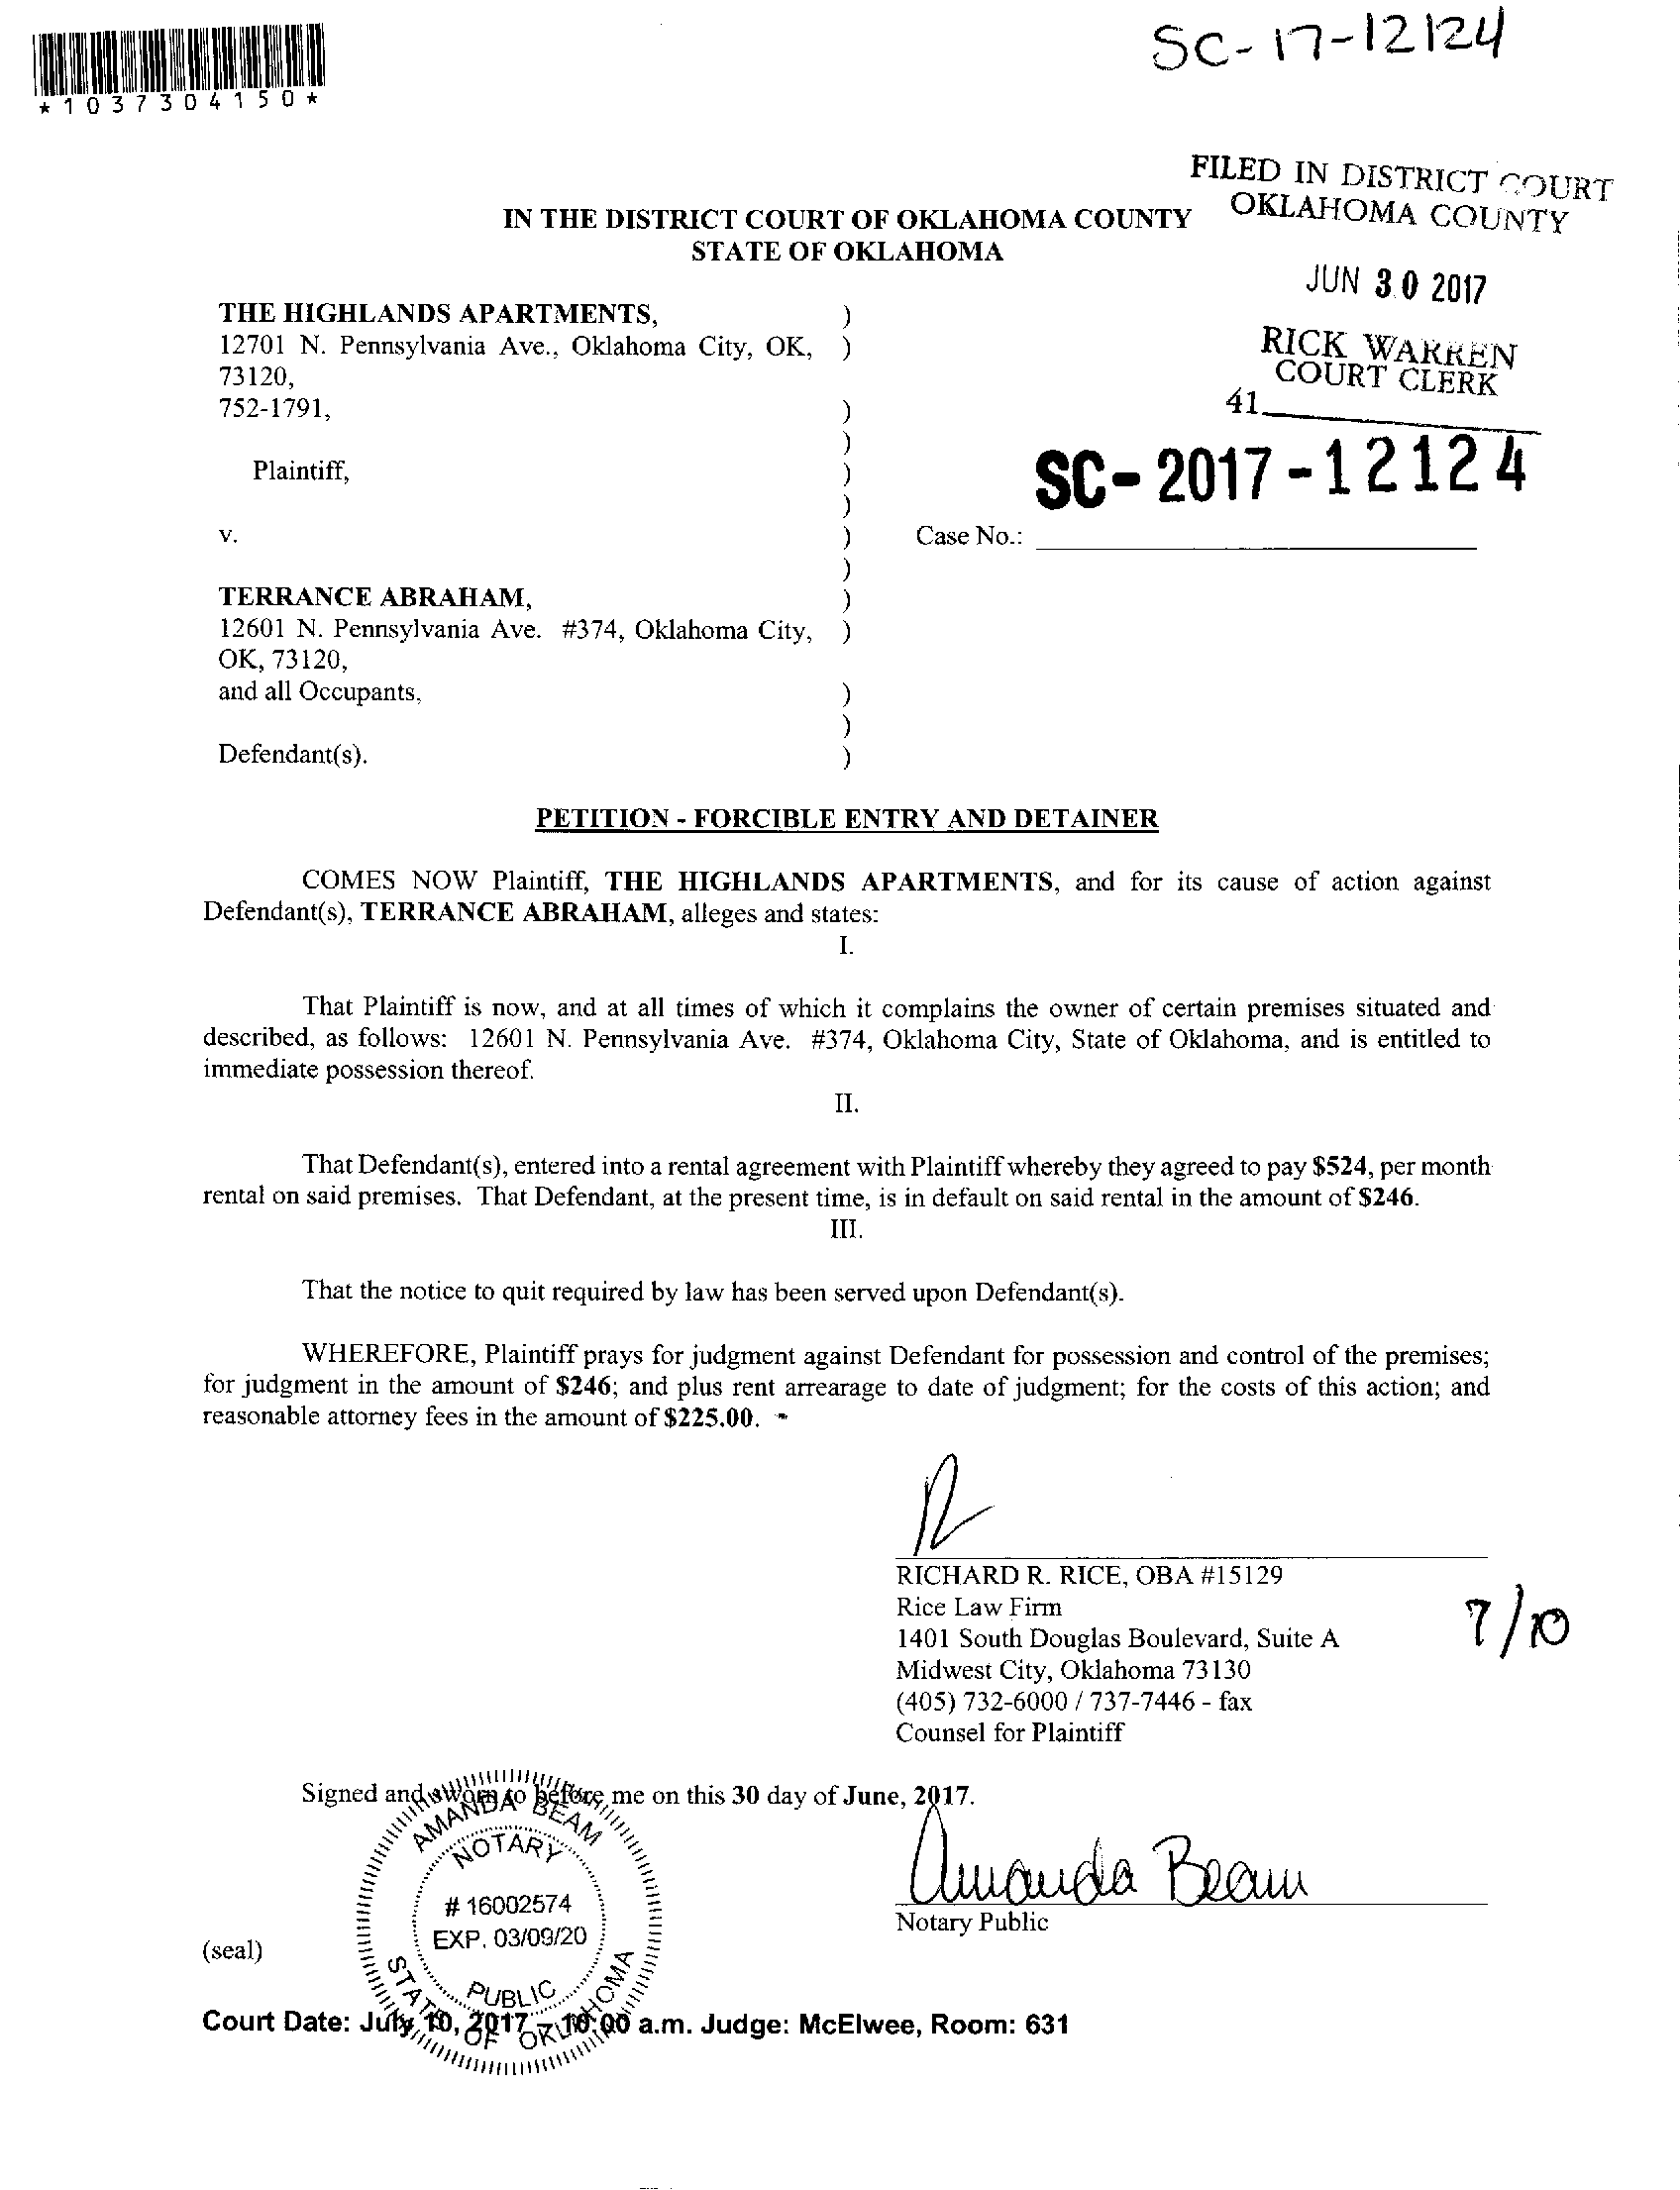 SC-17-12124
*1037304150*
FILED IN DISTRICT COURT
OKLAHOMA COUNTY
JUN 30 2017
RICK WARREN
COURT CLERK
41
IN THE DISTRICT COURT OF OKLAHOMA COUNTY
STATE OF OKLAHOMA
THE HIGHLANDS APARTMENTS, )
12701 N. Pennsylvania Ave., Oklahoma City, OK, )
73120,
752-1791, )
)
Plaintiff, )
)
SC-2017-12124
v. ) Case No.:
)
TERRANCE ABRAHAM, )
12601 N. Pennsylvania Ave. #374, Oklahoma City, )
OK, 73120,
and all Occupants, )
)
Defendant(s). )
PETITION - FORCIBLE ENTRY AND DETAINER
COMES NOW Plaintiff, THE HIGHLANDS APARTMENTS, and for its cause of action against
Defendant(s), TERRANCE ABRAHAM, alleges and states:
I.
That Plaintiff is now, and at all times of which it complains the owner of certain premises situated and
described, as follows: 12601 N. Pennsylvania Ave. #374, Oklahoma City, State of Oklahoma, and is entitled to
immediate possession thereof.
II.
That Defendant(s), entered into a rental agreement with Plaintiff whereby they agreed to pay $524, per month
rental on said premises. That Defendant, at the present time, is in default on said rental in the amount of $246.
III.
That the notice to quit required by law has been served upon Defendant(s).
WHEREFORE, Plaintiff prays for judgment against Defendant for possession and control of the premises;
for judgment in the amount of $246; and plus rent arrearage to date of judgment; for the costs of this action; and
reasonable attorney fees in the amount of $225.00.
RICHARD R. RICE, OBA #15129
Rice Law Firm
1401 South Douglas Boulevard, Suite A
Midwest City, Oklahoma 73130
(405) 732-6000 / 737-7446 - fax
Counsel for Plaintiff
7/10
Signed and sworn to before me on this 30 day of June, 2017.
AMANDA BEAM
NOTARY
# 16002574
EXP. 03/09/20
PUBLIC
STATE OF OKLAHOMA
Amanda Beam
Notary Public
(seal)
Court Date: July 10, 2017 - 10:00 a.m. Judge: McElwee, Room: 631